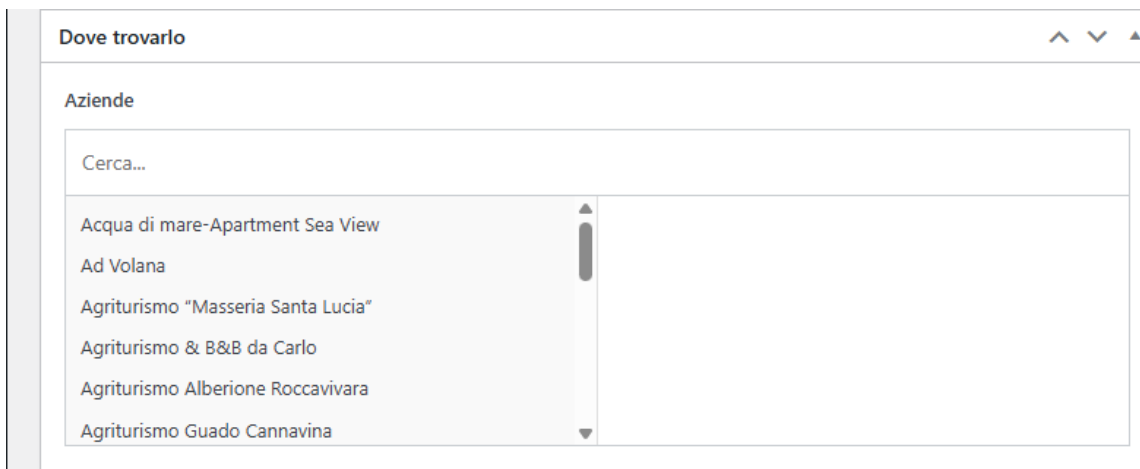 Dove trovarlo
Aziende
Cerca...
Acqua di mare-Apartment Sea View
Ad Volana
Agriturismo “Masseria Santa Lucia”
Agriturismo & B&B da Carlo
Agriturismo Alberione Roccavivara
Agriturismo Guado Cannavina